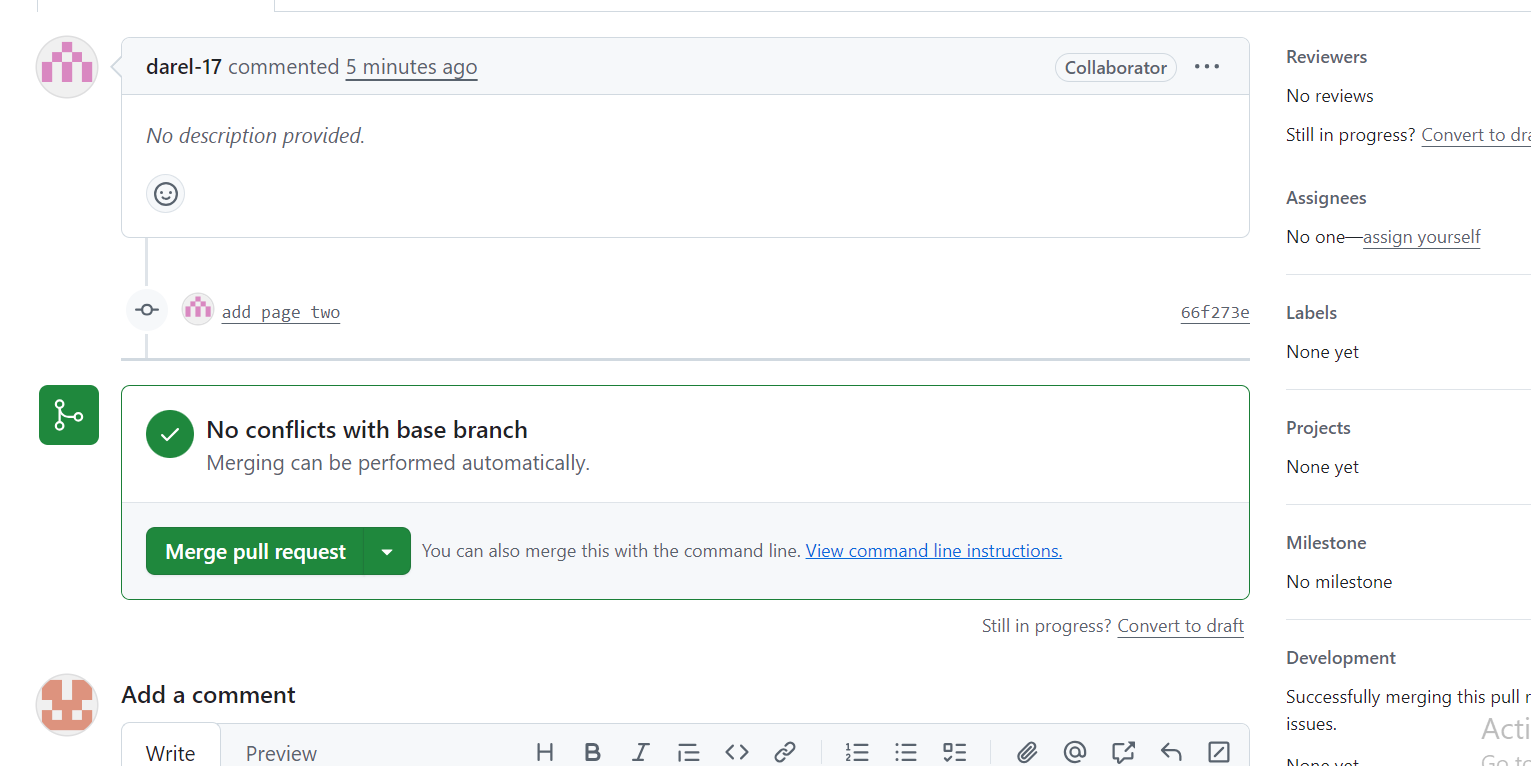 darel-17 commented 5 minutes ago
Collaborator
No description provided.
add page two
66f273e
No conflicts with base branch
Merging can be performed automatically.
Merge pull request
You can also merge this with the command line. View command line instructions.
Still in progress? Convert to draft
Add a comment
Write
Preview
Reviewers
No reviews
Still in progress? Convert to dra
Assignees
No one—assign yourself
Labels
None yet
Projects
None yet
Milestone
No milestone
Development
Successfully merging this pull r
issues.
None yet
Acti
Go to